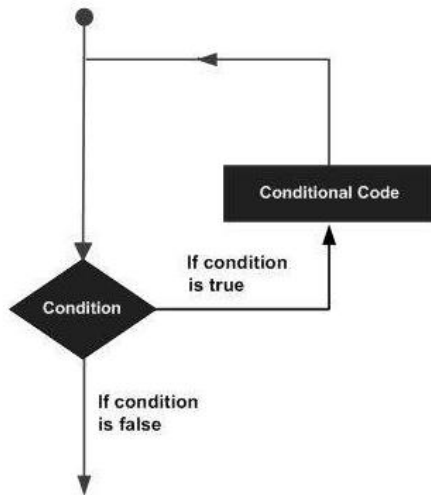 Conditional Code
If condition
is true
Condition
If condition
is false